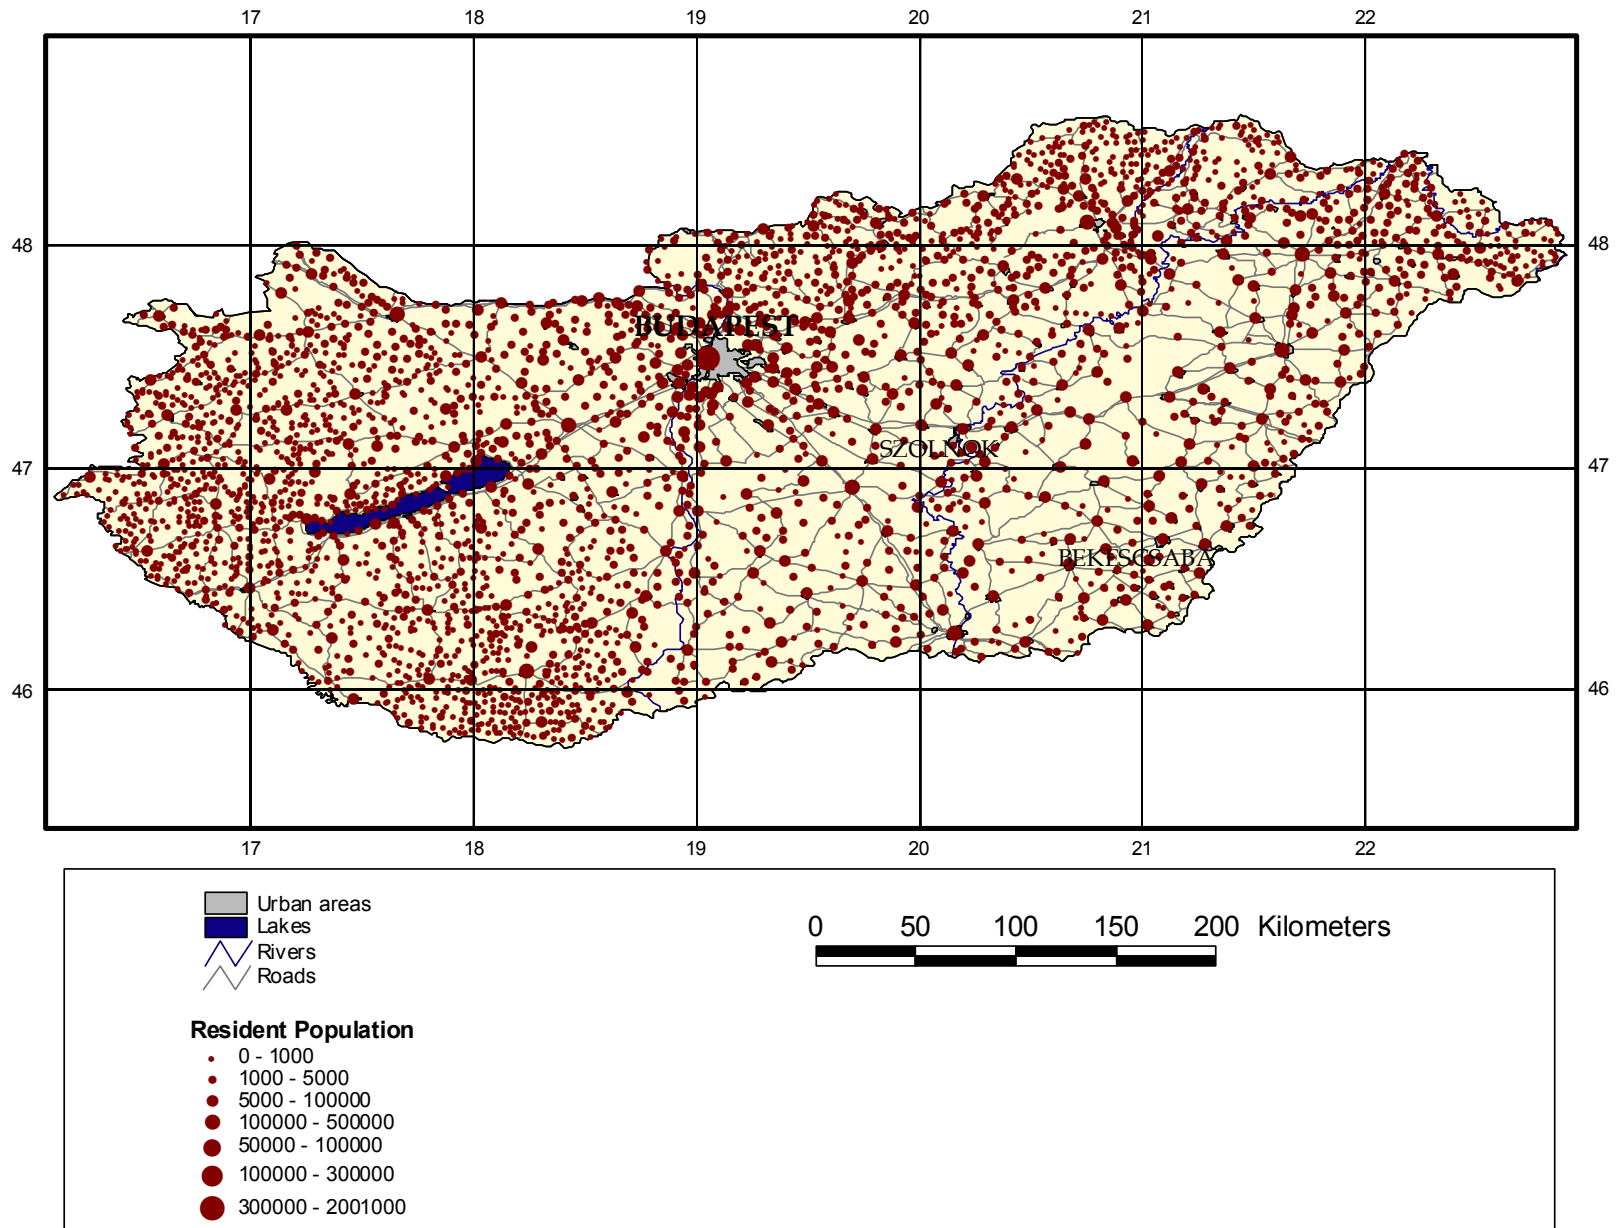 17 18 19 20 21 22
48 48
BUDAPEST
SZOLNOK
47 47
BEKESCSABA
46 46
17 18 19 20 21 22
Urban areas
Lakes
Rivers
Roads
0 50 100 150 200 Kilometers
Resident Population
0 - 1000
1000 - 5000
5000 - 100000
100000 - 500000
50000 - 100000
100000 - 300000
300000 - 2001000